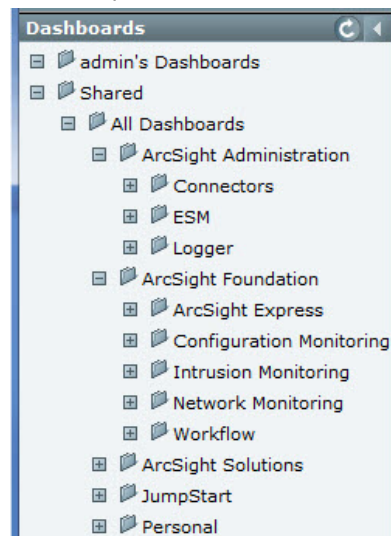 Dashboards
admin's Dashboards
Shared
All Dashboards
ArcSight Administration
Connectors
ESM
Logger
ArcSight Foundation
ArcSight Express
Configuration Monitoring
Intrusion Monitoring
Network Monitoring
Workflow
ArcSight Solutions
JumpStart
Personal